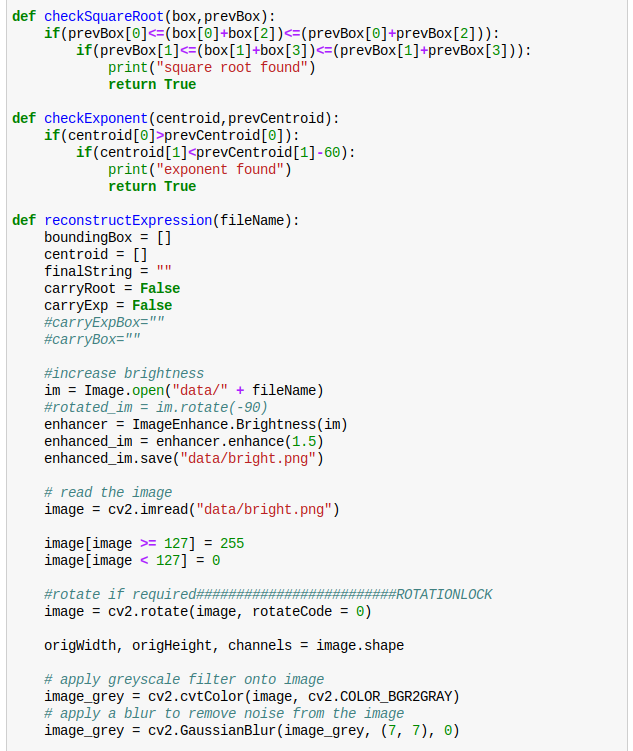 def checkSquareRoot(box,prevBox):
    if(prevBox[0]<=(box[0]+box[2])<=(prevBox[0]+prevBox[2])):
        if(prevBox[1]<=(box[1]+box[3])<=(prevBox[1]+prevBox[3])):
            print("square root found")
            return True

def checkExponent(centroid,prevCentroid):
    if(centroid[0]>prevCentroid[0]):
        if(centroid[1]<prevCentroid[1]-60):
            print("exponent found")
            return True

def reconstructExpression(fileName):
    boundingBox = []
    centroid = []
    finalString = ""
    carryRoot = False
    carryExp = False
    #carryExpBox=""
    #carryBox=""

    #increase brightness
    im = Image.open("data/" + fileName)
    #rotated_im = im.rotate(-90)
    enhancer = ImageEnhance.Brightness(im)
    enhanced_im = enhancer.enhance(1.5)
    enhanced_im.save("data/bright.png")

    # read the image
    image = cv2.imread("data/bright.png")

    image[image >= 127] = 255
    image[image < 127] = 0

    #rotate if required#########################ROTATIONLOCK
    image = cv2.rotate(image, rotateCode = 0)

    origWidth, origHeight, channels = image.shape

    # apply greyscale filter onto image
    image_grey = cv2.cvtColor(image, cv2.COLOR_BGR2GRAY)
    # apply a blur to remove noise from the image
    image_grey = cv2.GaussianBlur(image_grey, (7, 7), 0)